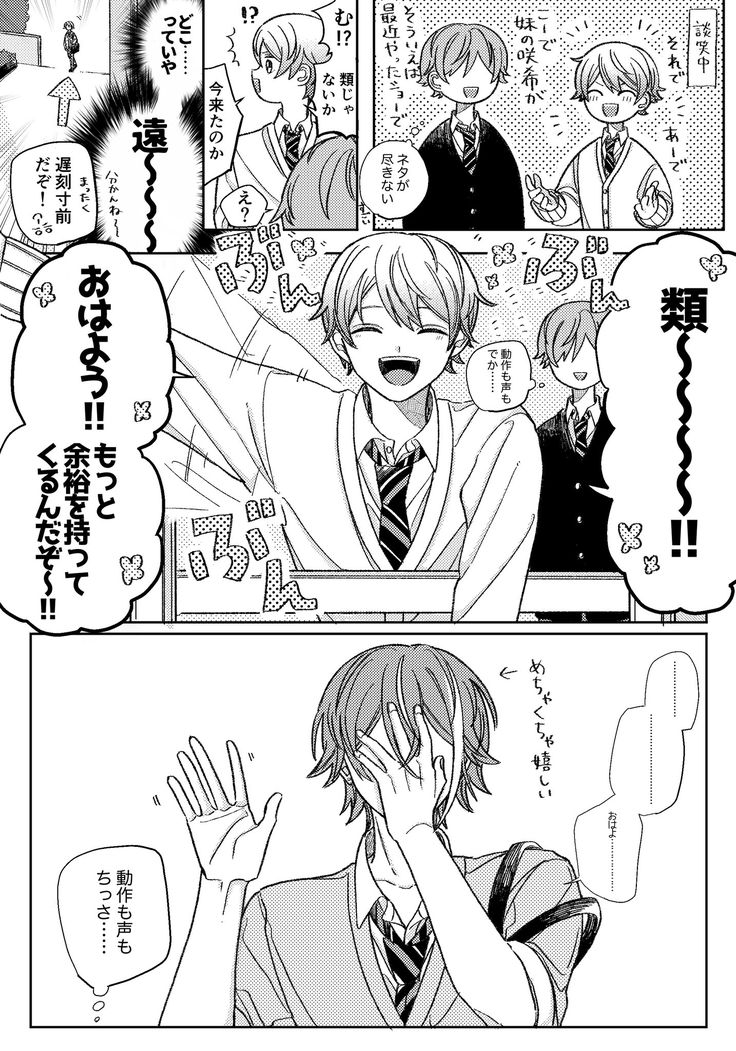 談笑中
それで
あーで
こーで
妹の咲希が
そういえば
最近やったショーで
ネタが
尽きない
む!?
類じゃ
ないか
今来たのか
!?
え?
すい
どこ……
っていや
遠〜〜〜〜
分かんね〜〜
まったく
遅刻寸前
だぞ!
類〜〜〜〜〜!!
ぶん
ぶん
動作も声も
でか……
おはよう!!
もっと
余裕を持って
くるんだぞ〜!!
ぶん
めちゃくちゃ嬉しい
…………
…………
おはよ……
動作も声も
ちっさ……